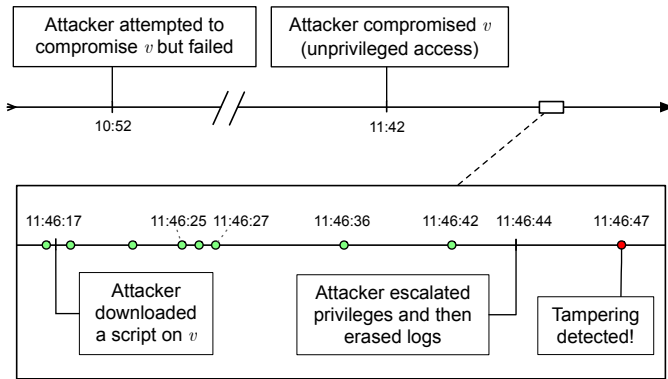 Attacker attempted to
compromise v but failed
Attacker compromised v
(unprivileged access)
10:52
11:42
11:46:17
11:46:25
11:46:27
11:46:36
11:46:42
11:46:44
11:46:47
Attacker
downloaded
a script on v
Attacker escalated
privileges and then
erased logs
Tampering
detected!